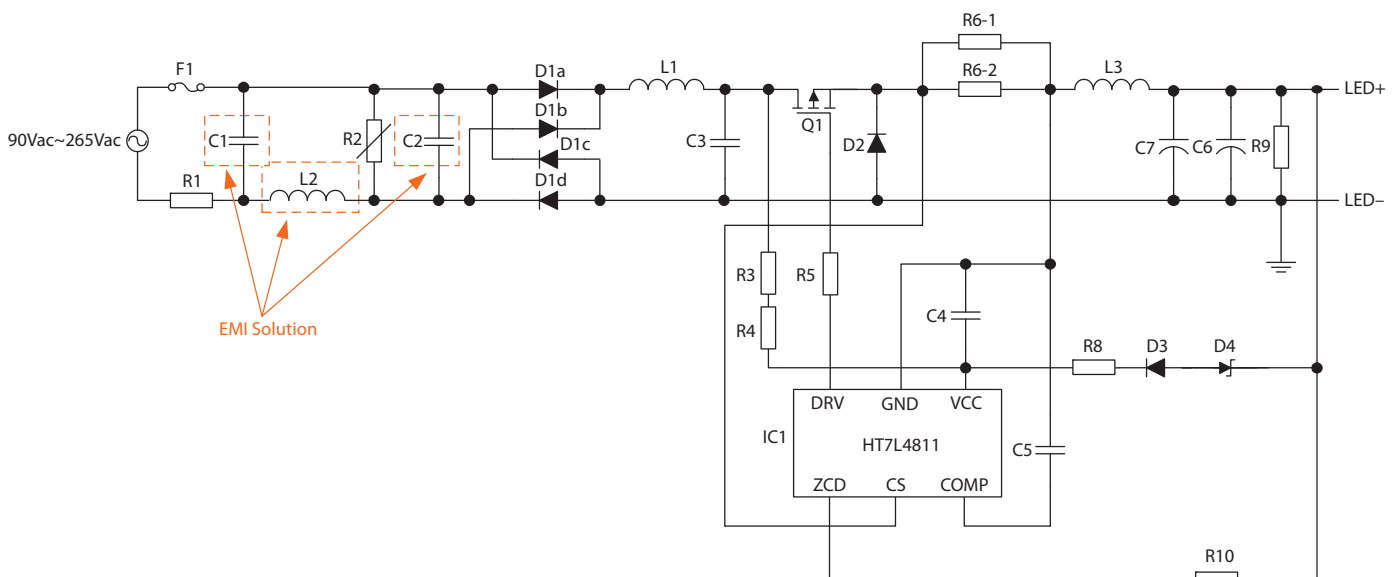 R6-1
F1
D1a
L1
R6-2
L3
LED+
D1b
90Vac~265Vac
C1
R2
C2
D1c
C3
Q1
D2
C7
C6
R9
R1
L2
D1d
LED−
R3
R5
EMI Solution
R4
C4
R8
D3
D4
DRV
GND
VCC
IC1
HT7L4811
C5
ZCD
CS
COMP
R10